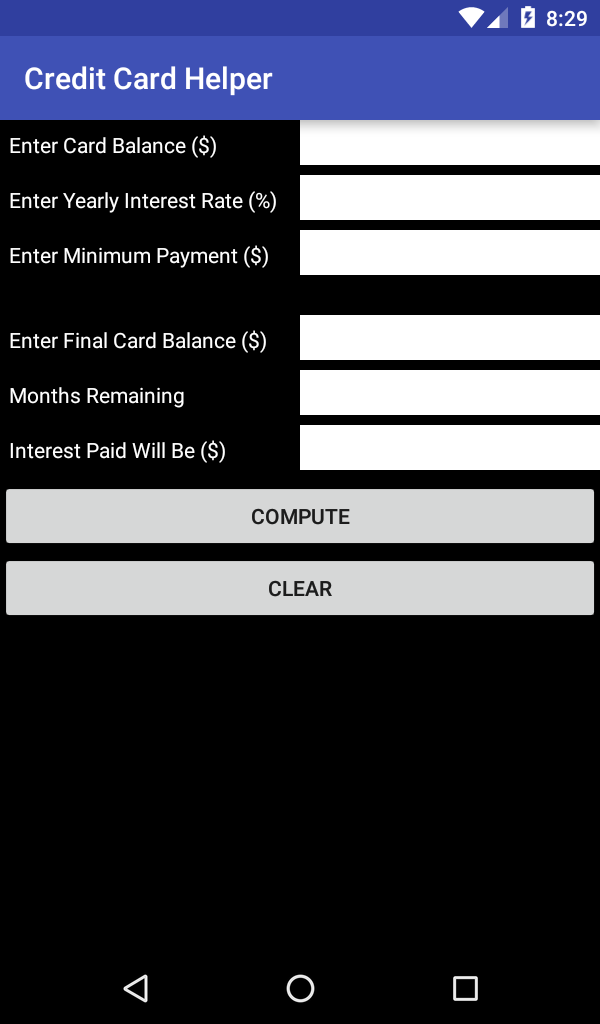 8:29
Credit Card Helper
Enter Card Balance ($)
Enter Yearly Interest Rate (%)
Enter Minimum Payment ($)
Enter Final Card Balance ($)
Months Remaining
Interest Paid Will Be ($)
COMPUTE
CLEAR